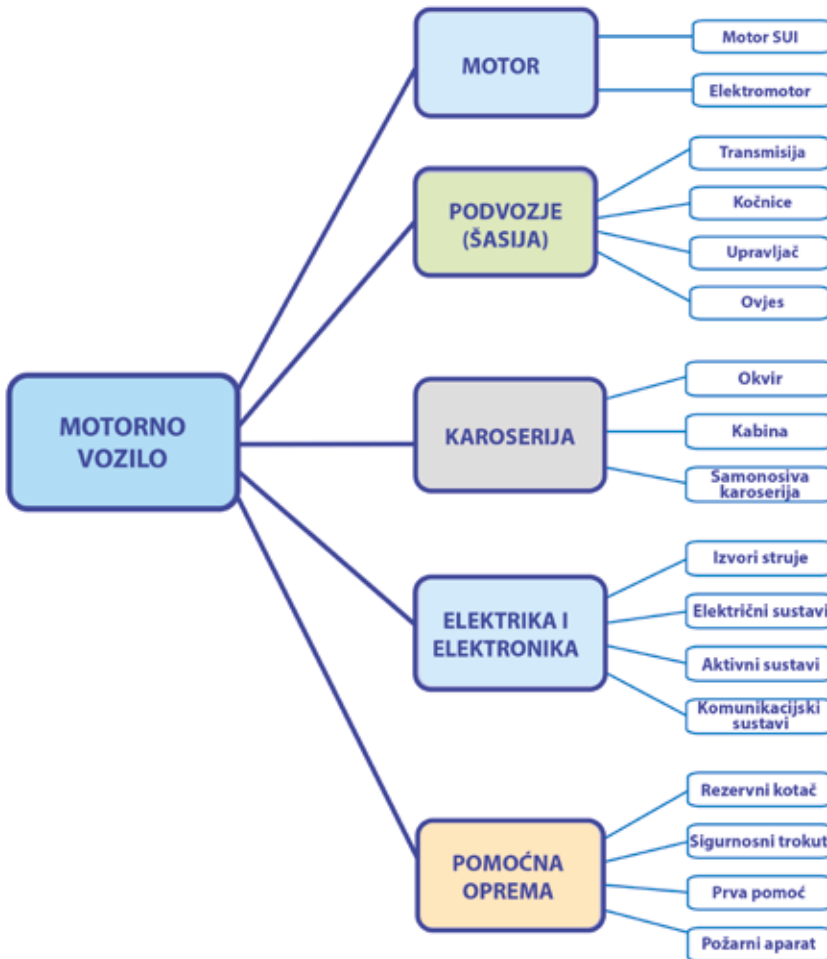 MOTORNO
VOZILO
MOTOR
Motor SUI
Elektromotor
PODVOZJE
(ŠASIJA)
Transmisija
Kočnice
Upravljač
Ovjes
KAROSERIJA
Okvir
Kabina
Samonosiva
karoserija
ELEKTRIKA I
ELEKTRONIKA
Izvori struje
Električni sustavi
Aktivni sustavi
Komunikacijski
sustavi
POMOĆNA
OPREMA
Rezervni kotač
Sigurnosni trokut
Prva pomoć
Požarni aparat